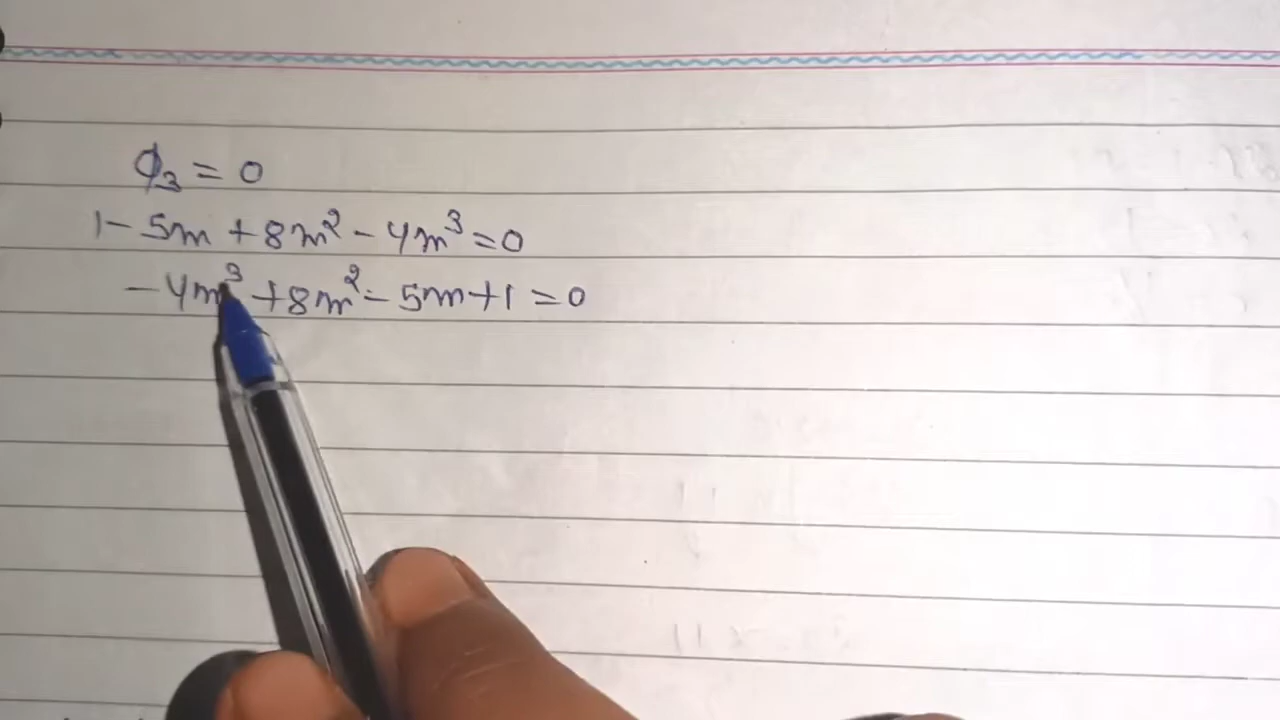 ϕ₃ = 0
1 - 5m + 8m² - 4m³ = 0
- 4m³ + 8m² - 5m + 1 = 0